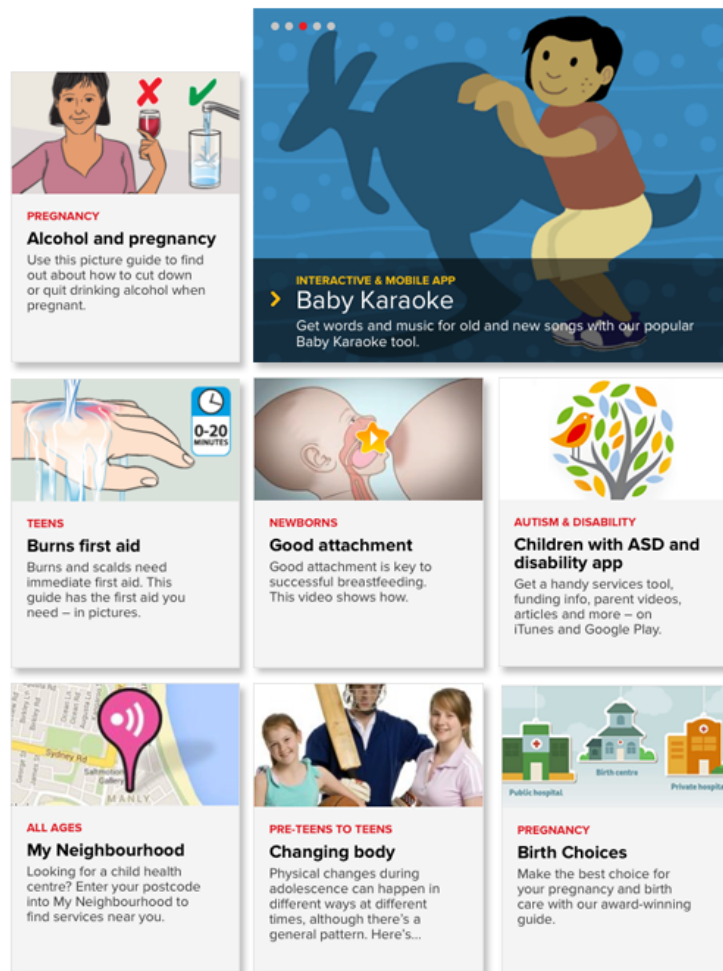 PREGNANCY
Alcohol and pregnancy
Use this picture guide to find
out about how to cut down
or quit drinking alcohol when
pregnant.
INTERACTIVE & MOBILE APP
Baby Karaoke
Get words and music for old and new songs with our popular
Baby Karaoke tool.
0-20
MINUTES
TEENS
Burns first aid
Burns and scalds need
immediate first aid. This
guide has the first aid you
need – in pictures.
NEWBORNS
Good attachment
Good attachment is key to
successful breastfeeding.
This video shows how.
AUTISM & DISABILITY
Children with ASD and
disability app
Get a handy services tool,
funding info, parent videos,
articles and more – on
iTunes and Google Play.
Sydney Rd
MANLY
ALL AGES
My Neighbourhood
Looking for a child health
centre? Enter your postcode
into My Neighbourhood to
find services near you.
PRE-TEENS TO TEENS
Changing body
Physical changes during
adolescence can happen in
different ways at different
times, although there's a
general pattern. Here's...
Public hospital
Birth centre
Private hospita
PREGNANCY
Birth Choices
Make the best choice for
your pregnancy and birth
care with our award-winning
guide.